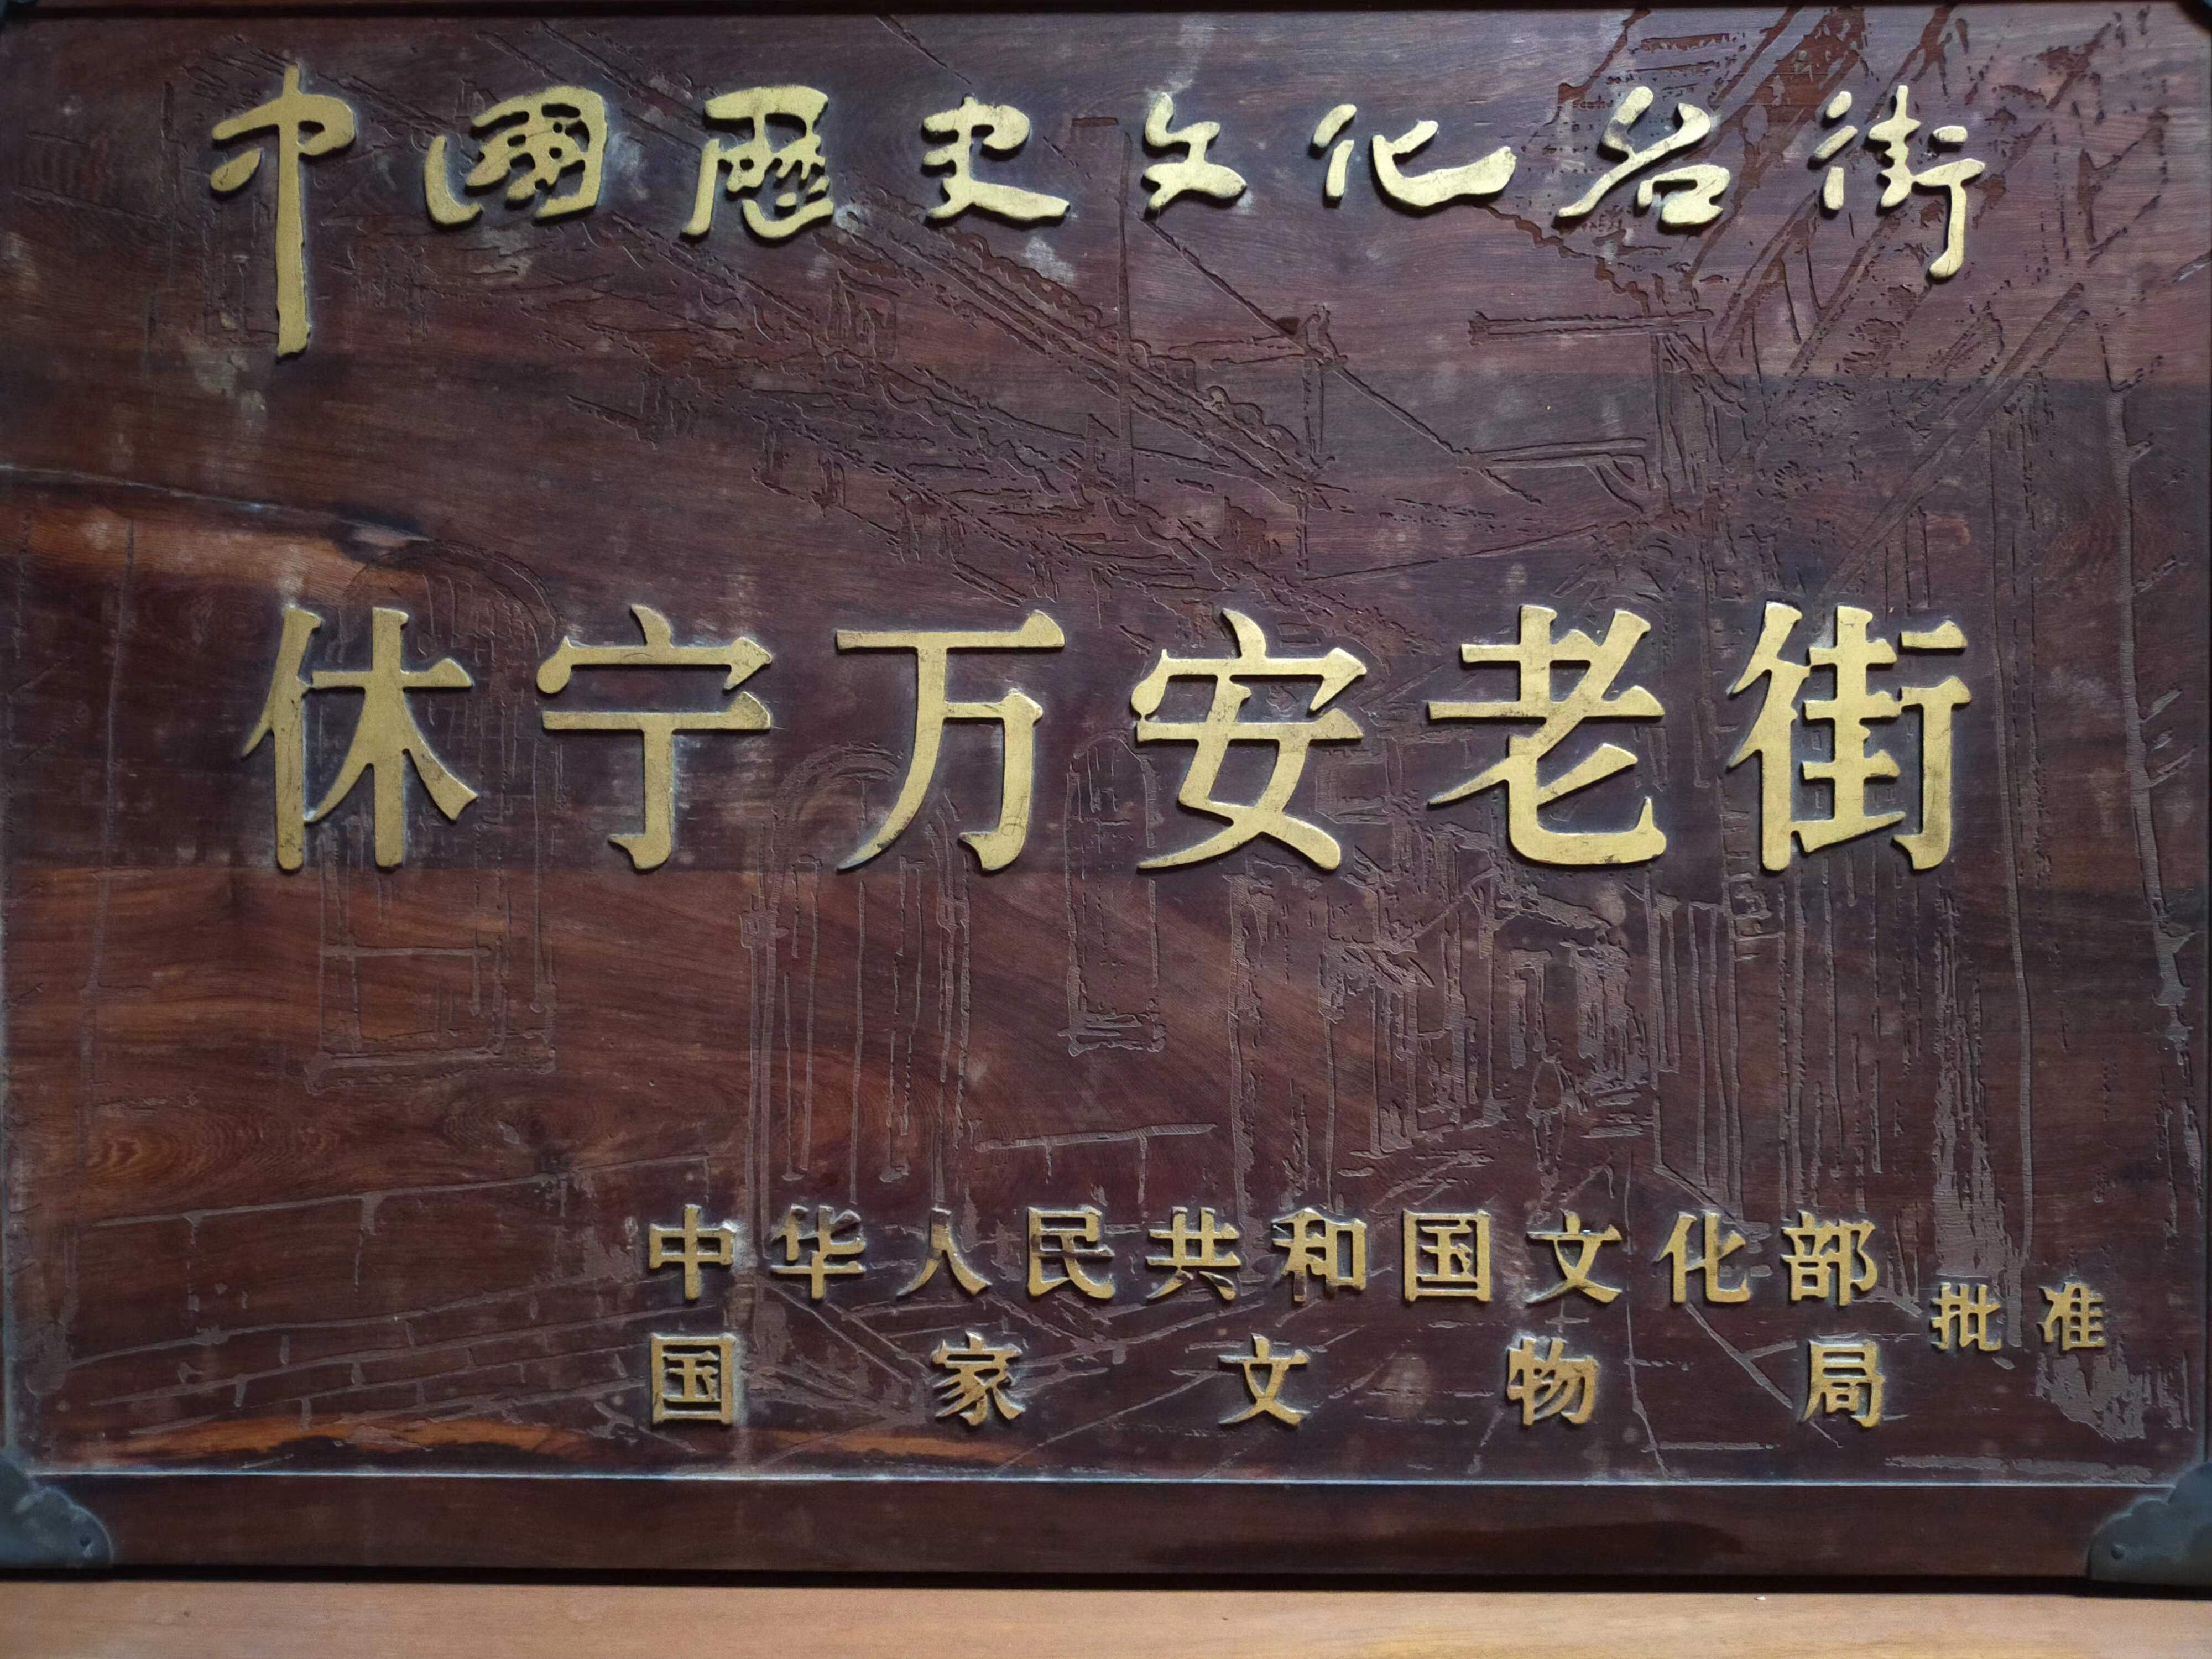 中國歷史文化名街
休宁万安老街
中华人民共和国文化部
国家文物局
批准